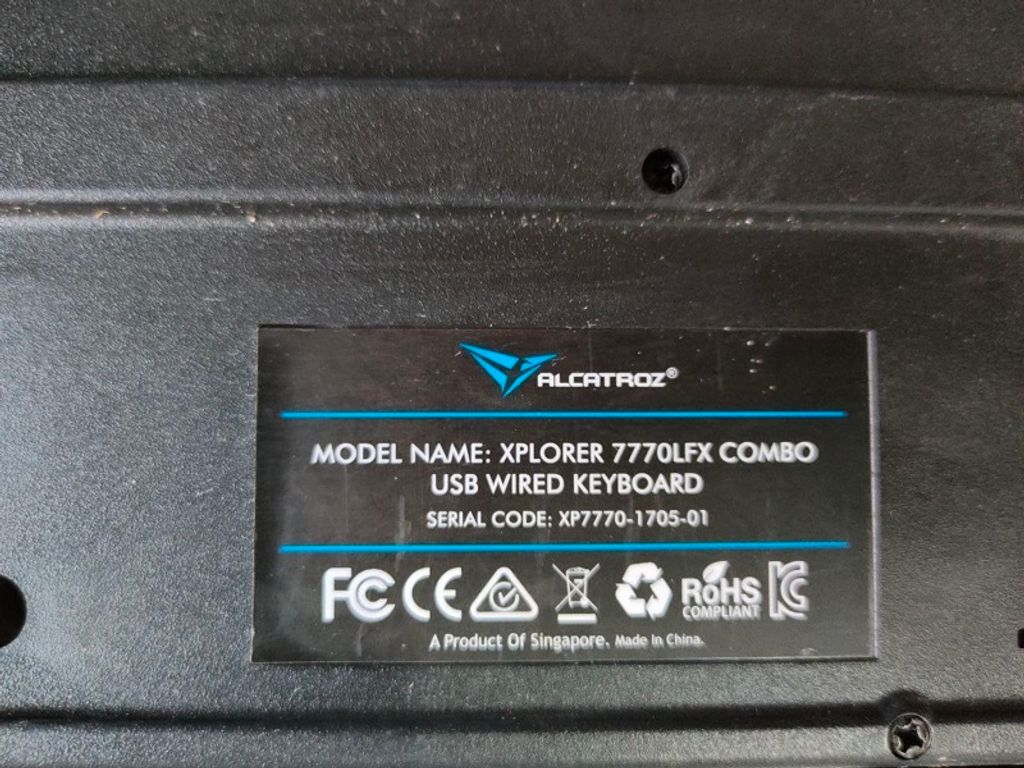 ALCATROZ®
MODEL NAME: XPLORER 7770LFX COMBO
USB WIRED KEYBOARD
SERIAL CODE: XP7770-1705-01
FC CE RoHS
COMPLIANT
A Product Of Singapore. Made In China.